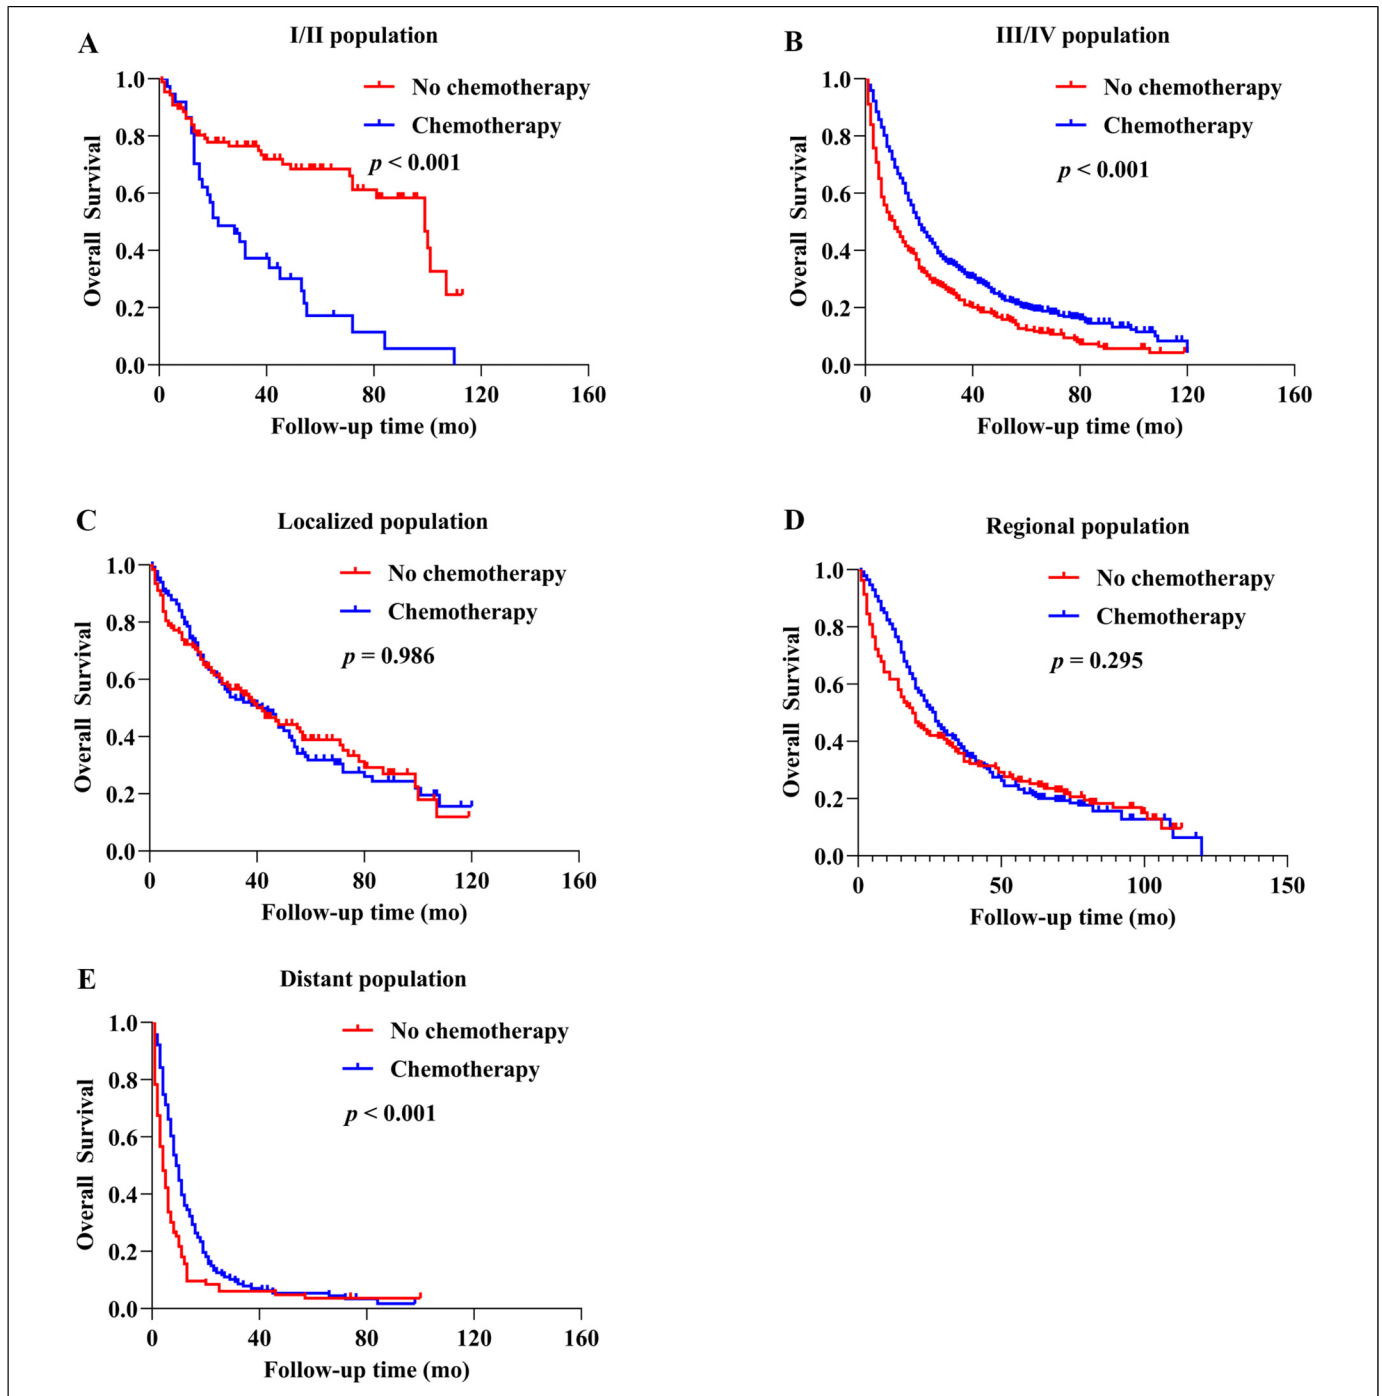 A
I/II population
1.0
0.8
0.6
0.4
0.2
0.0
Overall Survival
No chemotherapy
Chemotherapy
p < 0.001
0 40 80 120 160
Follow-up time (mo)
B
III/IV population
1.0
0.8
0.6
0.4
0.2
0.0
Overall Survival
No chemotherapy
Chemotherapy
p < 0.001
0 40 80 120 160
Follow-up time (mo)
C
Localized population
1.0
0.8
0.6
0.4
0.2
0.0
Overall Survival
No chemotherapy
Chemotherapy
p = 0.986
0 40 80 120 160
Follow-up time (mo)
D
Regional population
1.0
0.8
0.6
0.4
0.2
0.0
Overall Survival
No chemotherapy
Chemotherapy
p = 0.295
0 50 100 150
Follow-up time (mo)
E
Distant population
1.0
0.8
0.6
0.4
0.2
0.0
Overall Survival
No chemotherapy
Chemotherapy
p < 0.001
0 40 80 120 160
Follow-up time (mo)